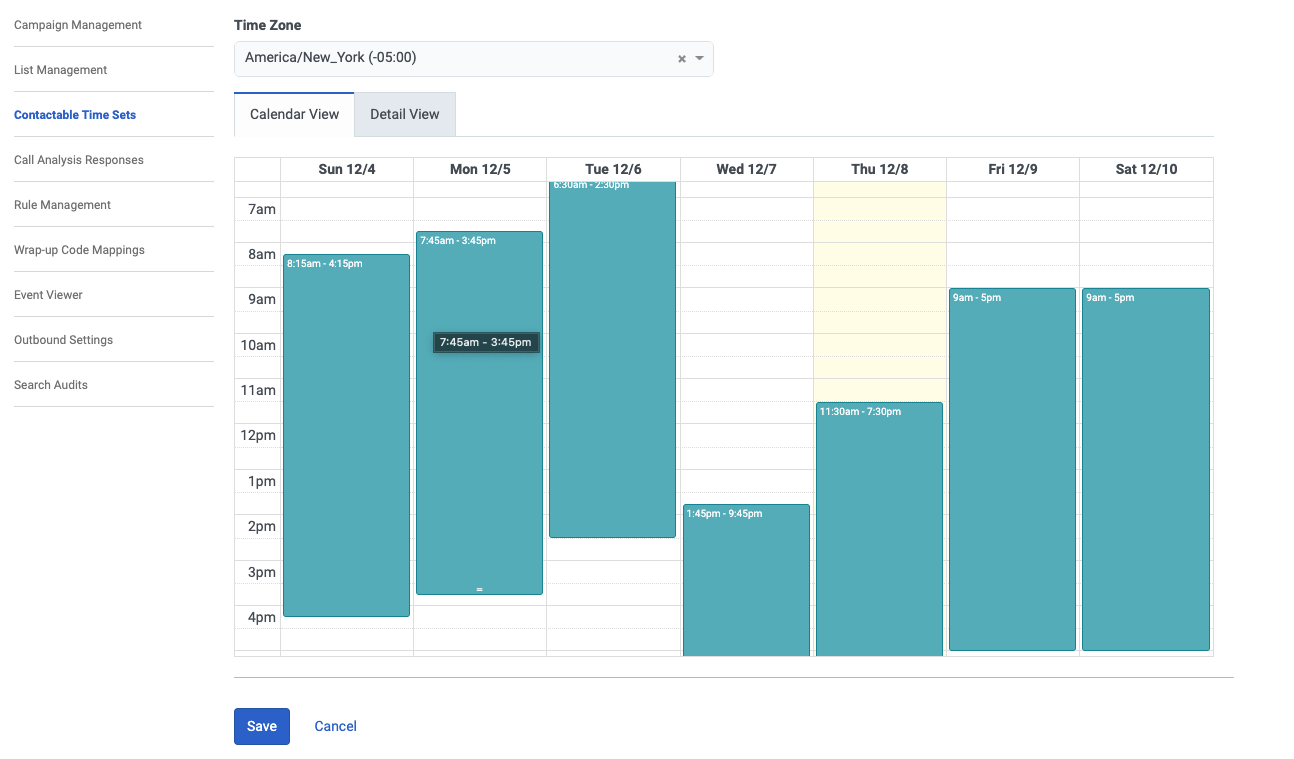 Campaign Management
List Management
Contactable Time Sets
Call Analysis Responses
Rule Management
Wrap-up Code Mappings
Event Viewer
Outbound Settings
Search Audits
Time Zone
America/New_York (-05:00)
Calendar View Detail View
Sun 12/4 Mon 12/5 Tue 12/6 Wed 12/7 Thu 12/8 Fri 12/9 Sat 12/10
6:30am - 2:30pm
7am
7:45am - 3:45pm
8am
8:15am - 4:15pm
9am
9am - 5pm 9am - 5pm
10am
7:45am - 3:45pm
11am
11:30am - 7:30pm
12pm
1pm
1:45pm - 9:45pm
2pm
3pm
4pm
Save Cancel